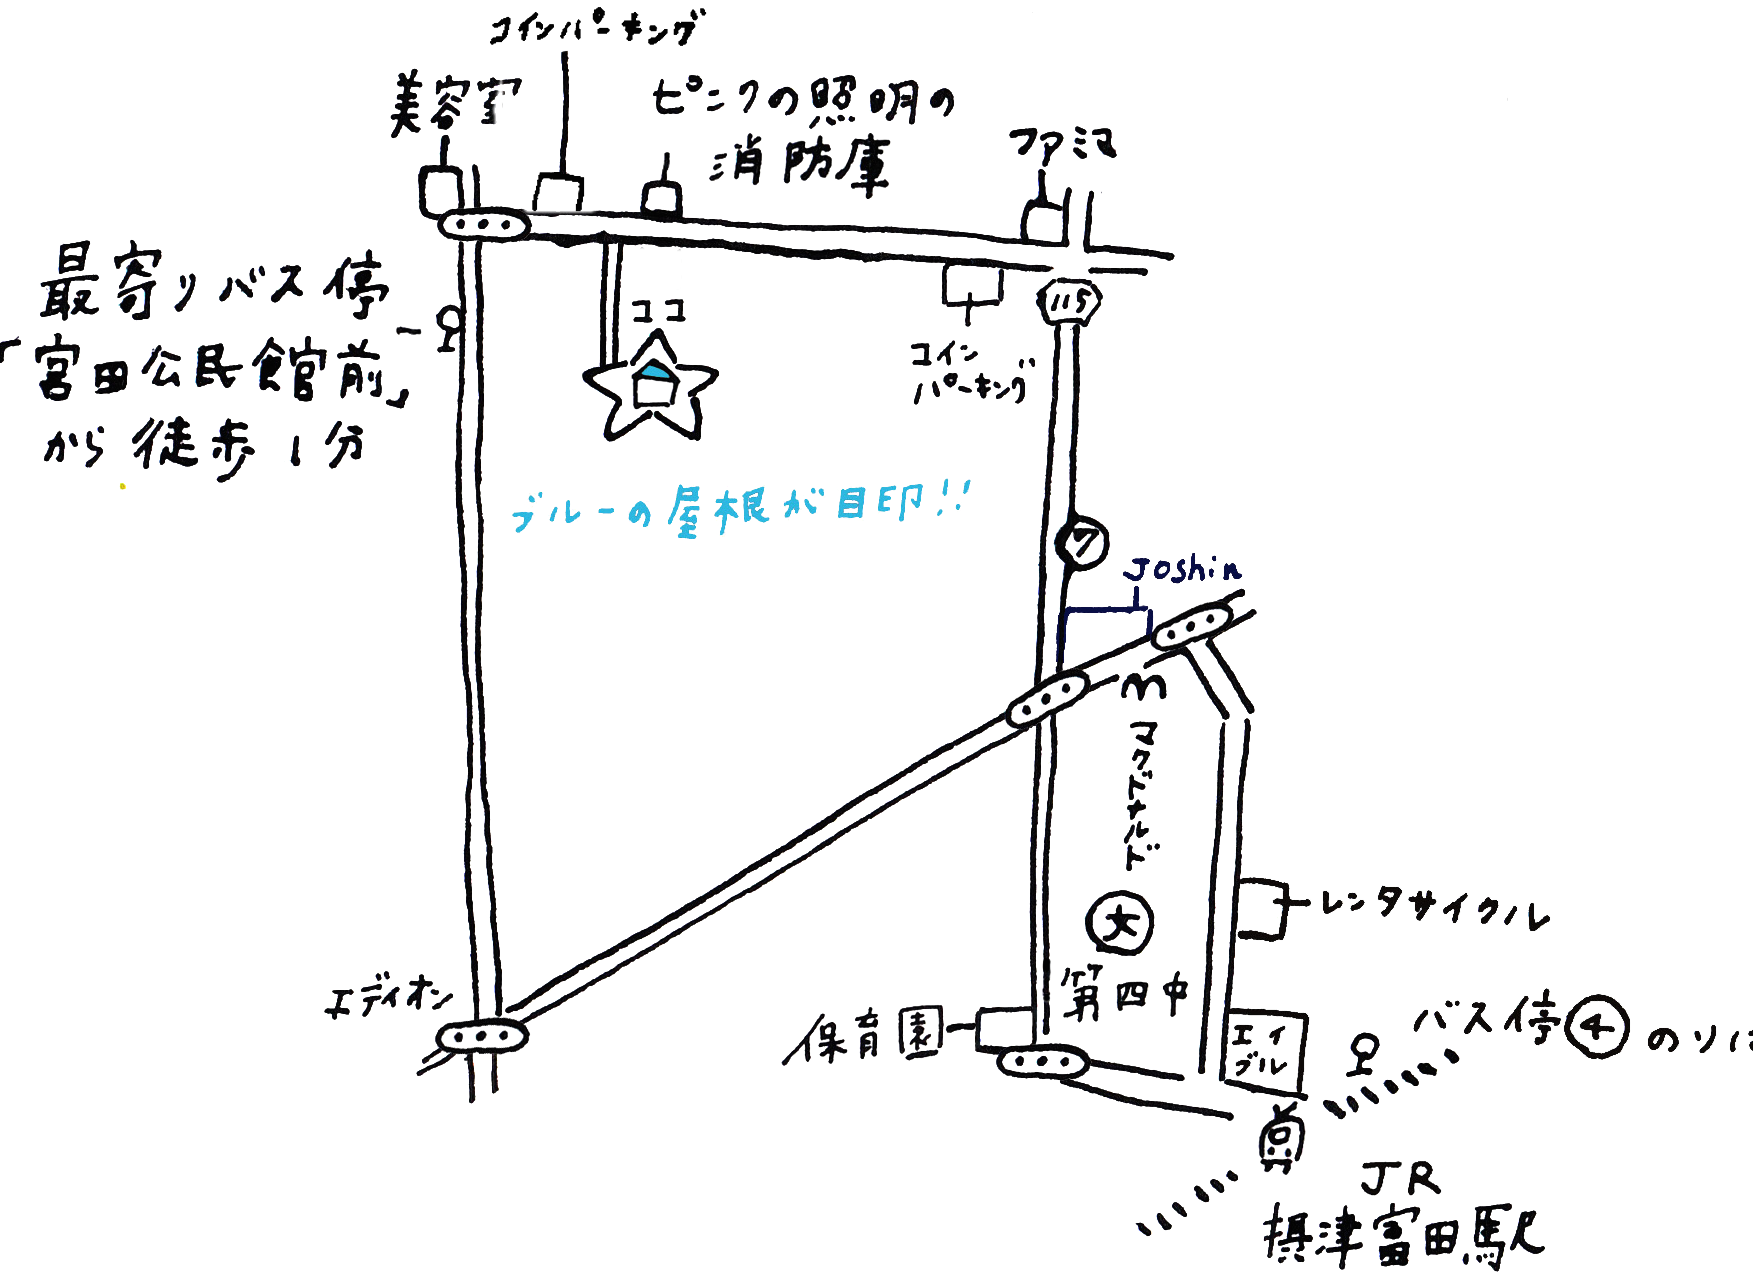 コインパーキング
美容室
ピンクの照明の
消防庫
ファミマ
最寄りバス停
「宮田公民館前」
から徒歩1分
ココ
115
コイン
パーキング
ブルーの屋根が目印!!
7
Joshin
m
マクドナルド
レンタサイクル
文
第四中
エディオン
保育園
エイ
ブル
バス停④のりば
JR
摂津富田駅